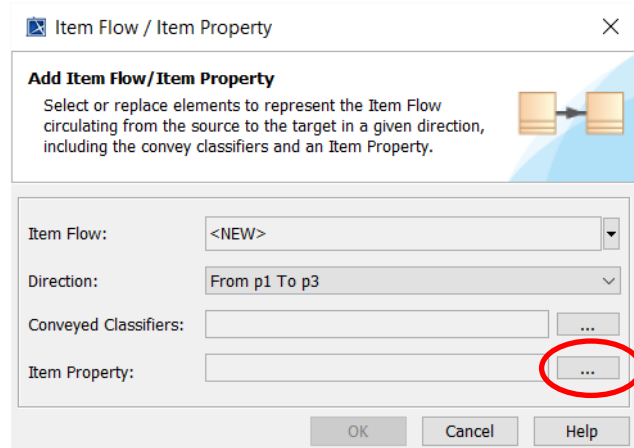 Item Flow / Item Property
Add Item Flow/Item Property
Select or replace elements to represent the Item Flow
circulating from the source to the target in a given direction,
including the convey classifiers and an Item Property.
Item Flow: <NEW>
Direction: From p1 To p3
Conveyed Classifiers: ...
Item Property: ...
OK Cancel Help